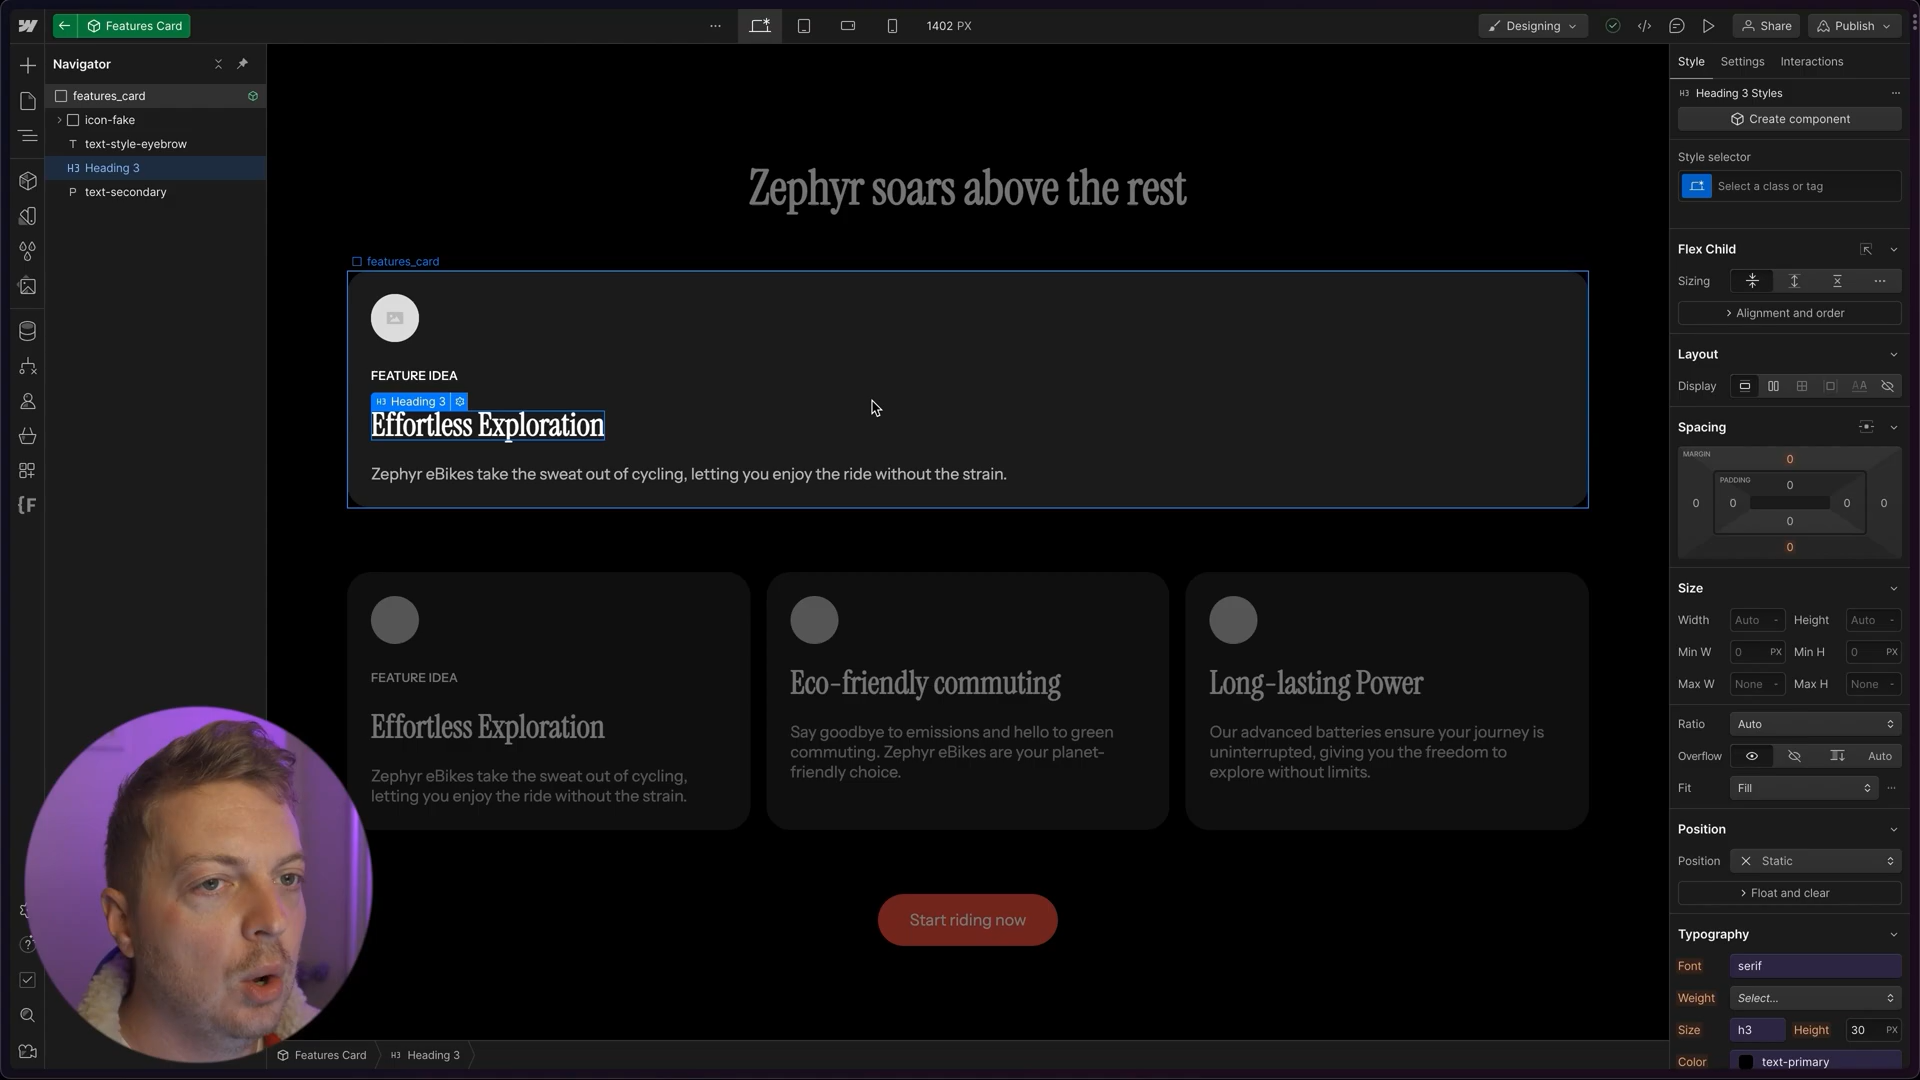 Features Card
1402 PX
Designing
Share
Publish
Navigator
features_card
icon-fake
T text-style-eyebrow
H3 Heading 3
P text-secondary
Zephyr soars above the rest
features_card
FEATURE IDEA
H3 Heading 3
Effortless Exploration
Zephyr eBikes take the sweat out of cycling, letting you enjoy the ride without the strain.
FEATURE IDEA
Effortless Exploration
Zephyr eBikes take the sweat out of cycling,
letting you enjoy the ride without the strain.
Eco-friendly commuting
Say goodbye to emissions and hello to green
commuting. Zephyr eBikes are your planet-
friendly choice.
Long-lasting Power
Our advanced batteries ensure your journey is
uninterrupted, giving you the freedom to
explore without limits.
Start riding now
Features Card
H3 Heading 3
Style Settings Interactions
H3 Heading 3 Styles
Create component
Style selector
Select a class or tag
Flex Child
Sizing
Alignment and order
Layout
Display
Spacing
MARGIN
0
PADDING
0
0 0 0 0
0
0
Size
Width Auto - Height Auto -
Min W 0 PX Min H 0 PX
Max W None - Max H None -
Ratio Auto
Overflow Auto
Fit Fill
Position
Position Static
Float and clear
Typography
Font serif
Weight Select...
Size h3 Height 30 PX
Color text-primary